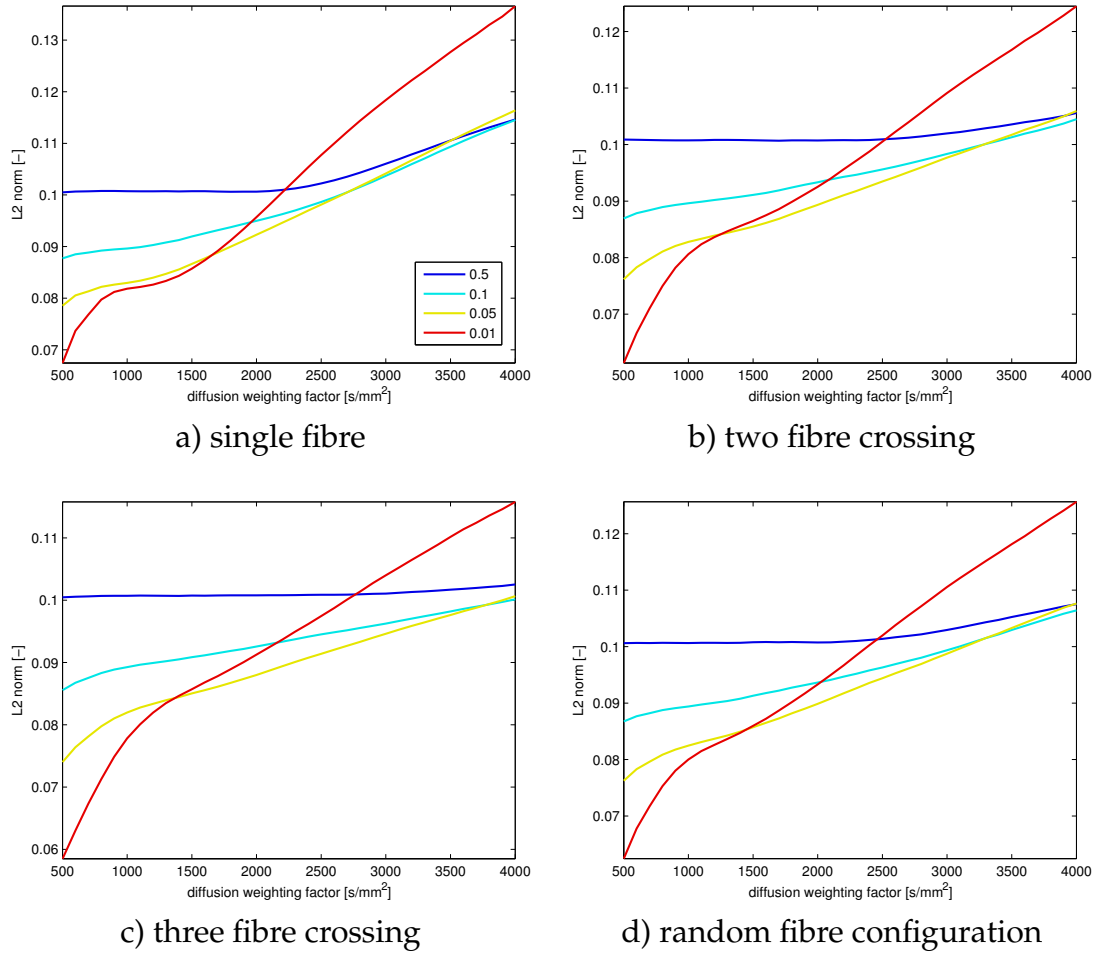 0.13
0.12
0.11
0.1
0.09
0.08
0.07
L2 norm [−]
500 1000 1500 2000 2500 3000 3500 4000
diffusion weighting factor [s/mm²]
0.5
0.1
0.05
0.01
a) single fibre
0.12
0.11
0.1
0.09
0.08
0.07
L2 norm [−]
500 1000 1500 2000 2500 3000 3500 4000
diffusion weighting factor [s/mm²]
b) two fibre crossing
0.11
0.1
0.09
0.08
0.07
0.06
L2 norm [−]
500 1000 1500 2000 2500 3000 3500 4000
diffusion weighting factor [s/mm²]
c) three fibre crossing
0.12
0.11
0.1
0.09
0.08
0.07
L2 norm [−]
500 1000 1500 2000 2500 3000 3500 4000
diffusion weighting factor [s/mm²]
d) random fibre configuration